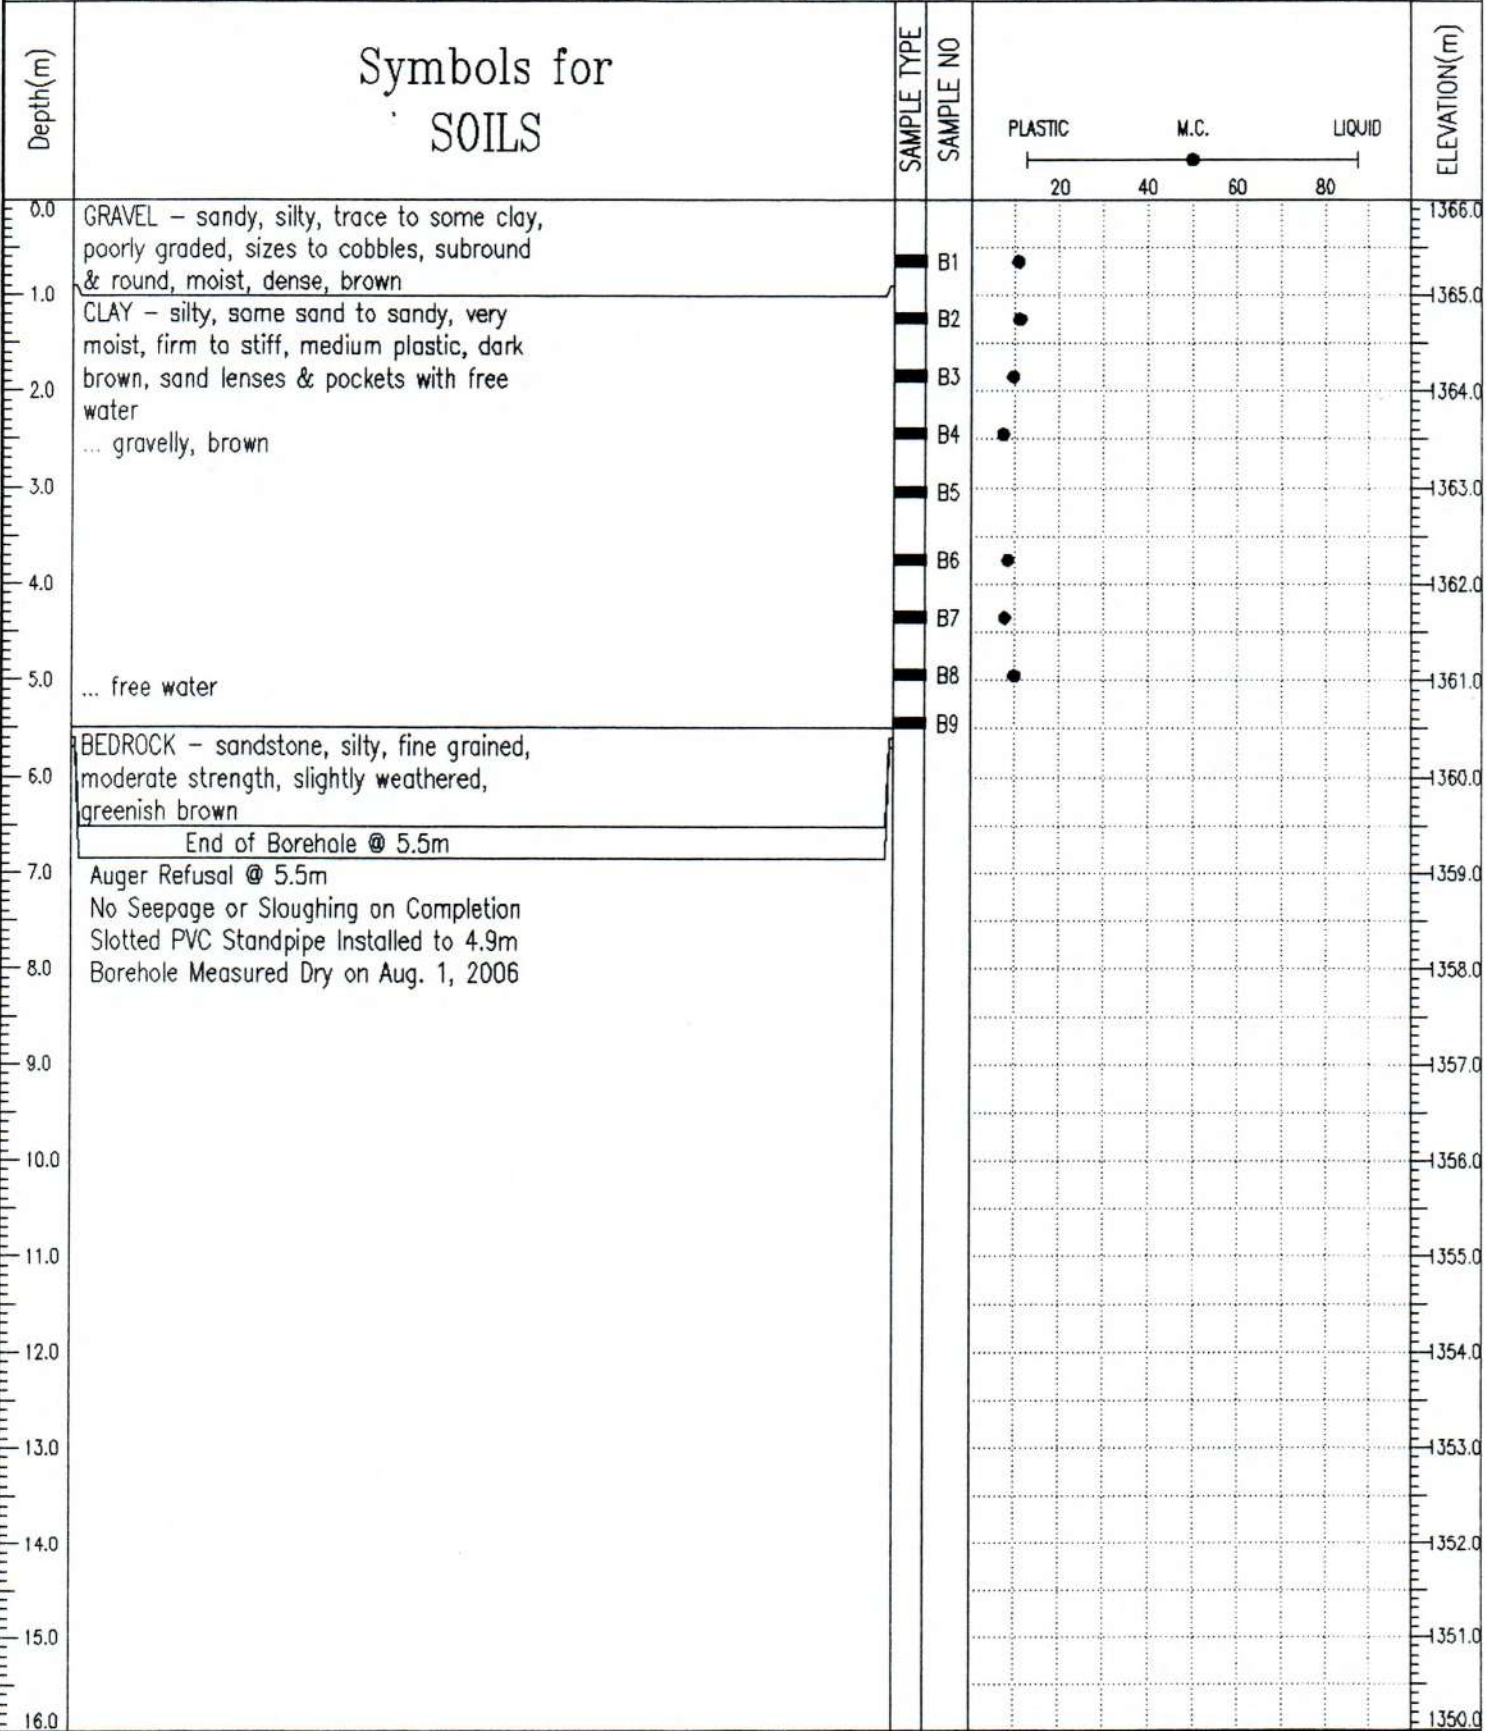 Depth(m)
Symbols for
SOILS
SAMPLE TYPE
SAMPLE NO
PLASTIC M.C. LIQUID
20 40 60 80
ELEVATION(m)
0.0
1.0
2.0
3.0
4.0
5.0
6.0
7.0
8.0
9.0
10.0
11.0
12.0
13.0
14.0
15.0
16.0
GRAVEL – sandy, silty, trace to some clay,
poorly graded, sizes to cobbles, subround
& round, moist, dense, brown
CLAY – silty, some sand to sandy, very
moist, firm to stiff, medium plastic, dark
brown, sand lenses & pockets with free
water
... gravelly, brown
... free water
BEDROCK – sandstone, silty, fine grained,
moderate strength, slightly weathered,
greenish brown
End of Borehole @ 5.5m
Auger Refusal @ 5.5m
No Seepage or Sloughing on Completion
Slotted PVC Standpipe Installed to 4.9m
Borehole Measured Dry on Aug. 1, 2006
B1
B2
B3
B4
B5
B6
B7
B8
B9
1366.0
1365.0
1364.0
1363.0
1362.0
1361.0
1360.0
1359.0
1358.0
1357.0
1356.0
1355.0
1354.0
1353.0
1352.0
1351.0
1350.0